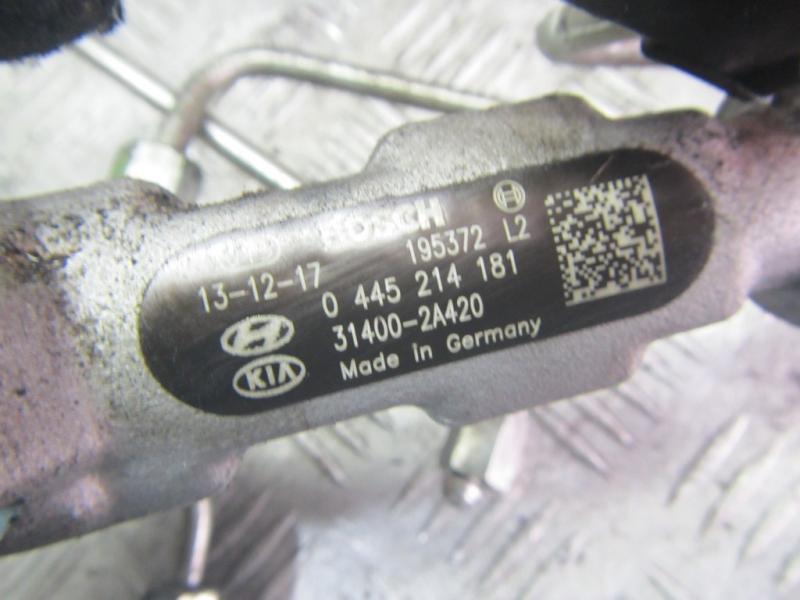 BOSCH
195372 L2
13-12-17
0 445 214 181
31400-2A420
KIA
Made in Germany